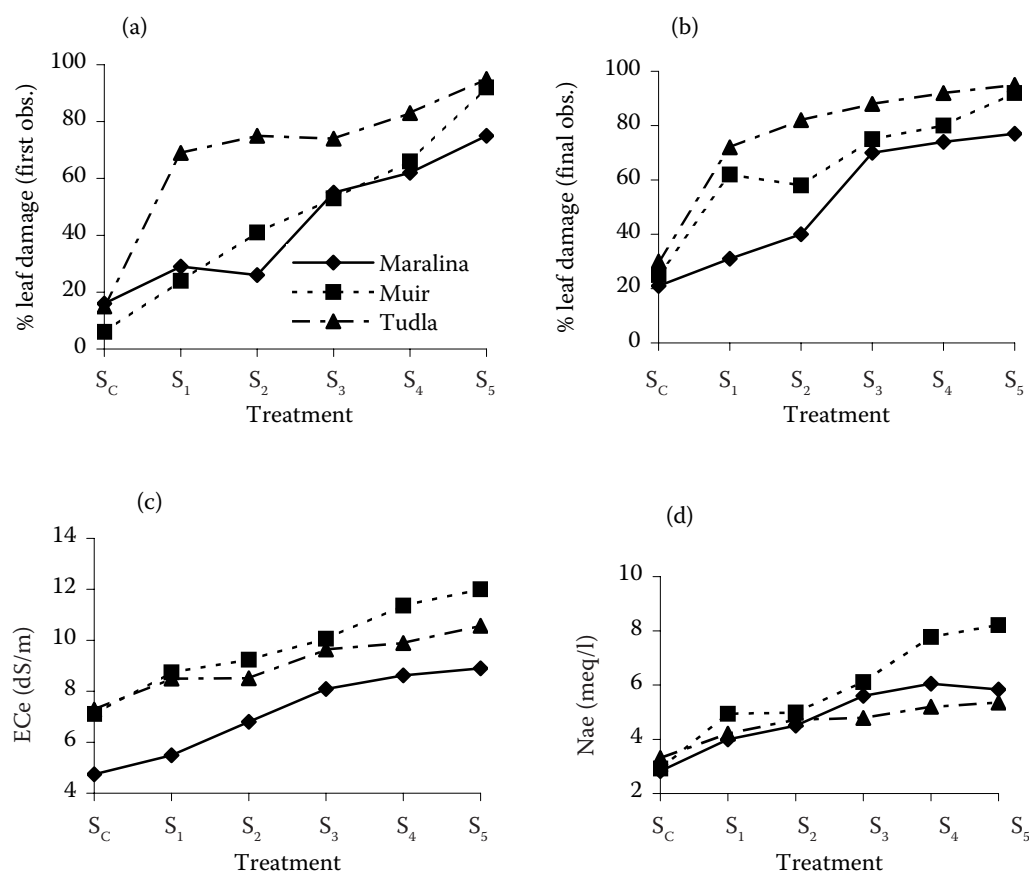 (a)
% leaf damage (first obs.)
100
80
60
40
20
0
Maralina
Muir
Tudla
S_C S_1 S_2 S_3 S_4 S_5
Treatment
(b)
% leaf damage (final obs.)
100
80
60
40
20
0
S_C S_1 S_2 S_3 S_4 S_5
Treatment
(c)
ECe (dS/m)
14
12
10
8
6
4
S_C S_1 S_2 S_3 S_4 S_5
Treatment
(d)
Nae (meq/l)
10
8
6
4
2
S_C S_1 S_2 S_3 S_4 S_5
Treatment